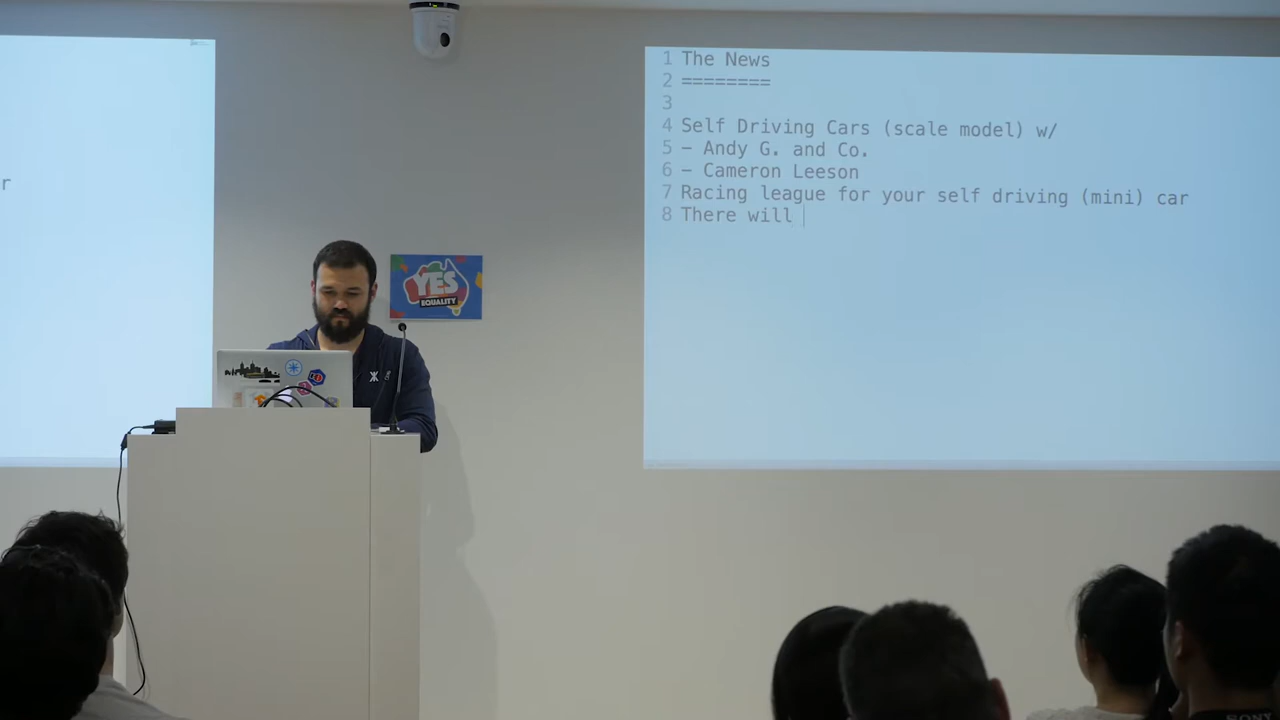 r
1 The News
2 ========
3
4 Self Driving Cars (scale model) w/
5 – Andy G. and Co.
6 – Cameron Leeson
7 Racing league for your self driving (mini) car
8 There will
YES
EQUALITY
SONY